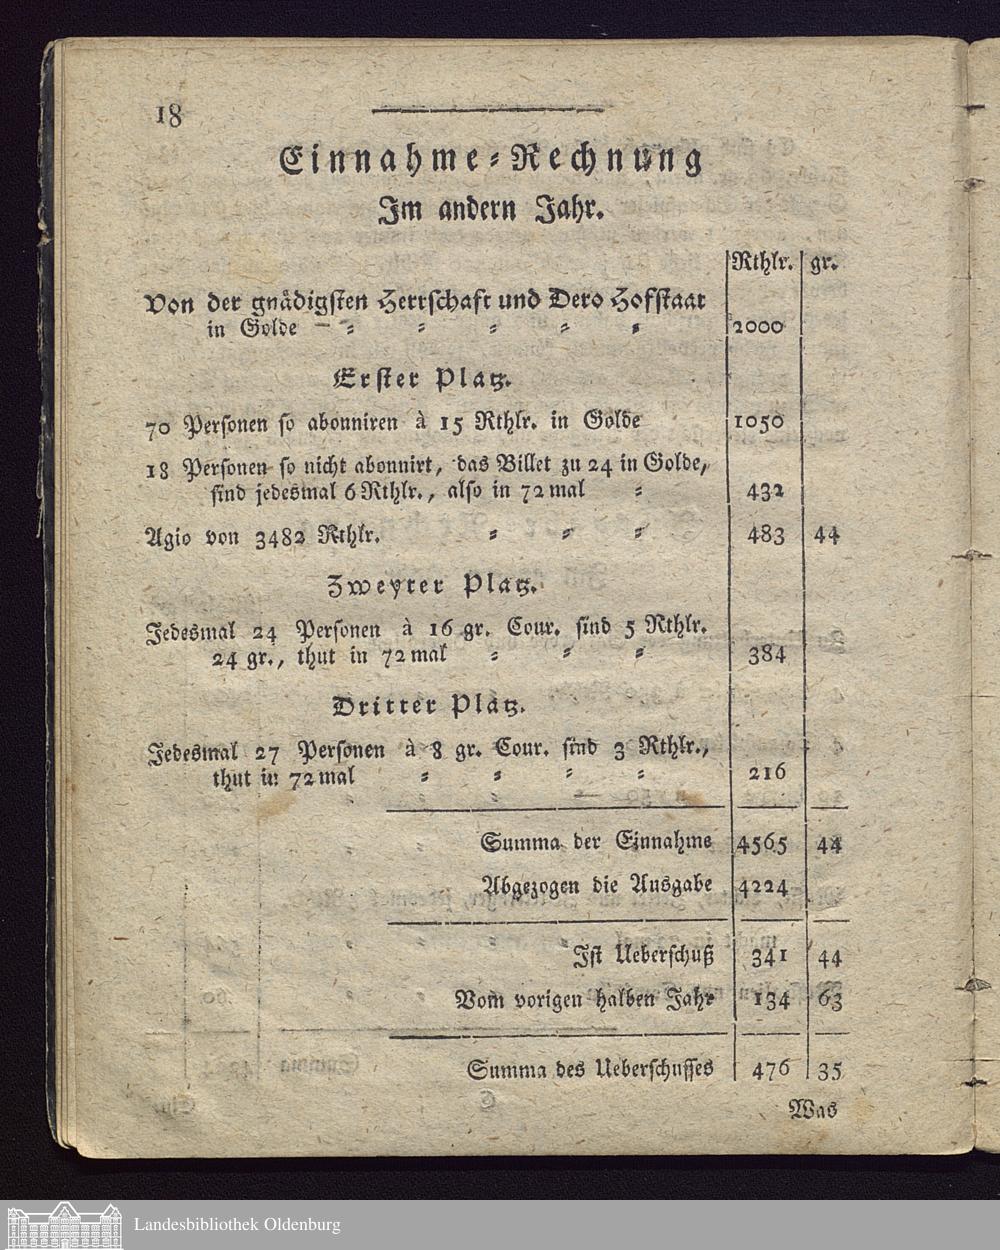 18
Einnahme-Rechnung
Im andern Jahr.
Rthlr. gr.
Von der gnädigsten Herrschaft und Dero Hofstaat
in Golde - - - - - 2000
Erster Platz.
70 Personen so abonniren à 15 Rthlr. in Golde 1050
18 Personen so nicht abonnirt, das Billet zu 24 in Golde,
sind jedesmal 6 Rthlr., also in 72 mal - 432
Agio von 3482 Rthlr. - - - 483 44
Zweyter Platz.
Jedesmal 24 Personen à 16 gr. Cour. sind 5 Rthlr.
24 gr., thut in 72 mal - - - 384
Dritter Platz.
Jedesmal 27 Personen à 8 gr. Cour. sind 3 Rthlr.,
thut in 72 mal - - - - 216
Summa der Einnahme 4565 44
Abgezogen die Ausgabe 4224
Ist Ueberschuß 341 44
Vom vorigen halben Jahr 134 63
Summa des Ueberschusses 476 35
Was
Landesbibliothek Oldenburg